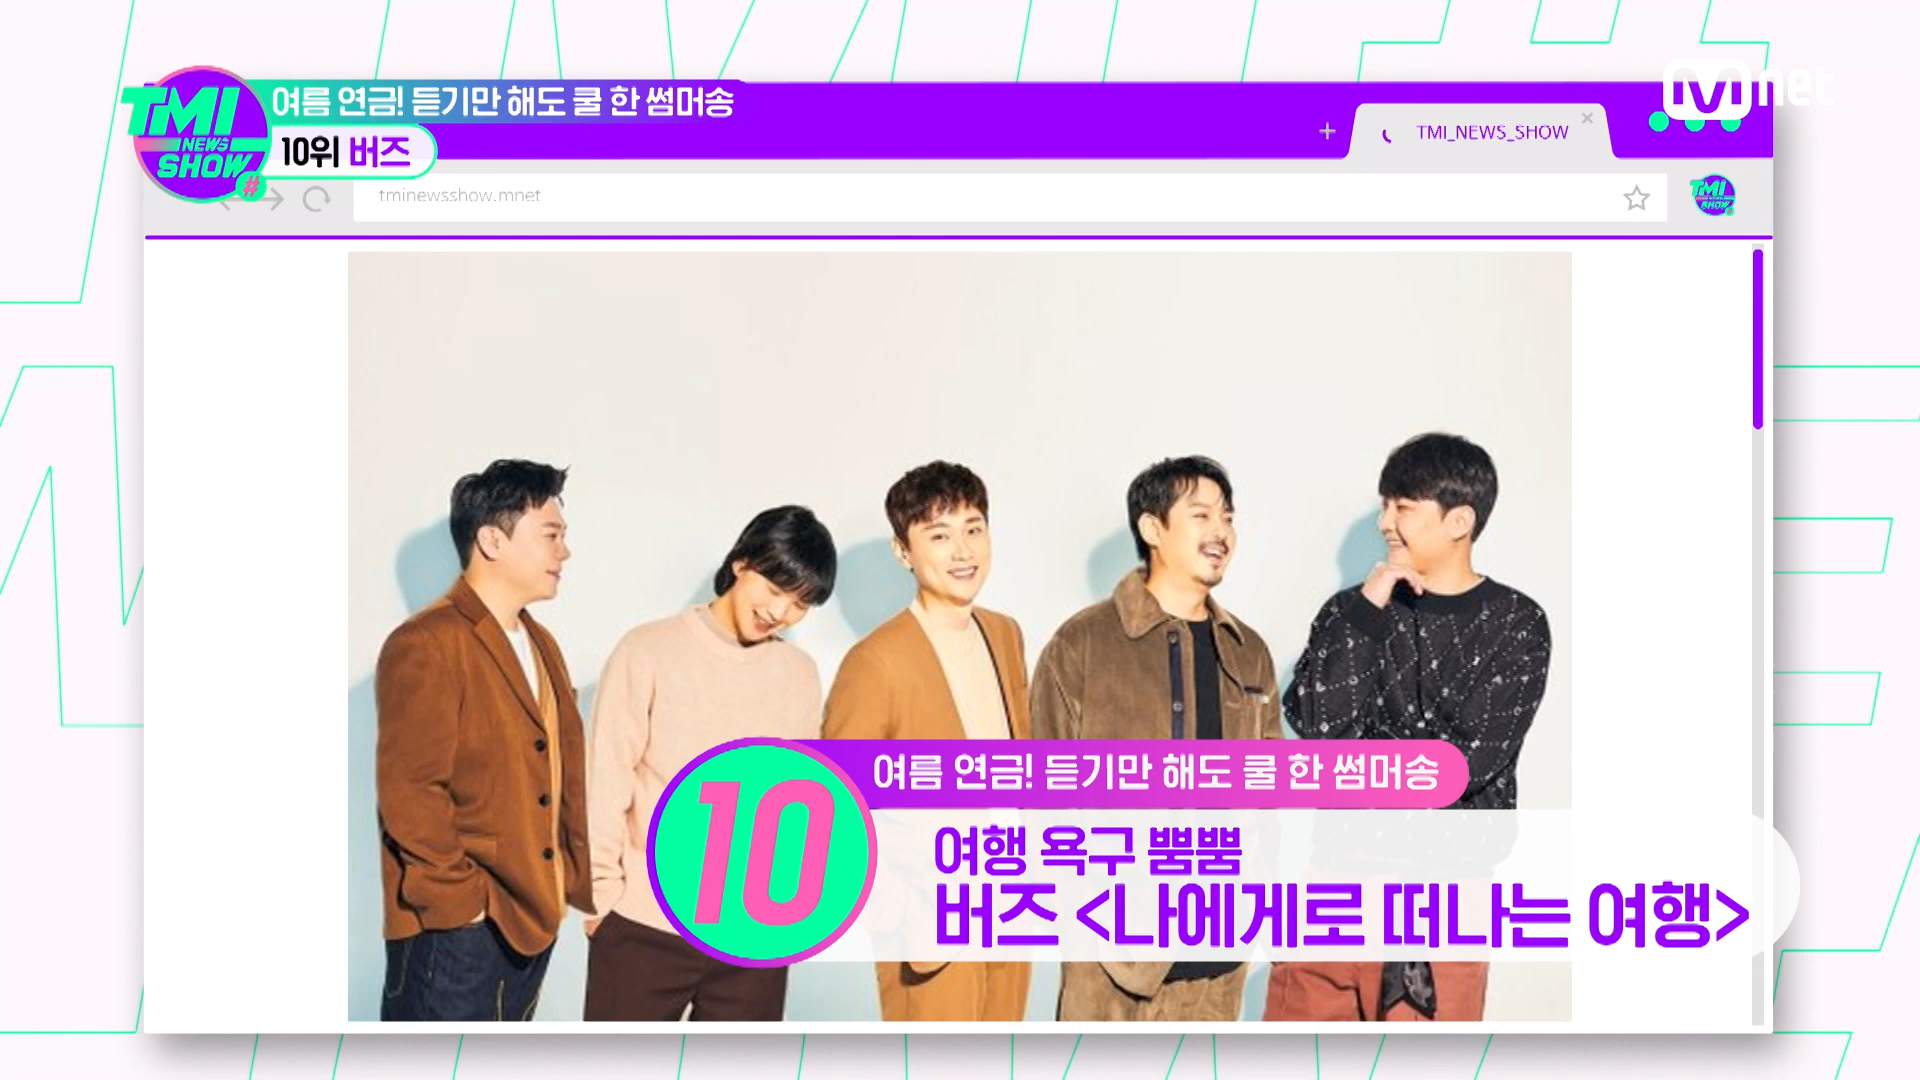 여름 연금! 듣기만 해도 쿨 한 썸머송
10위 버즈
TMI
NEWS
SHOW
#
Mnet
+ TMI_NEWS_SHOW ×
tminewsshow.mnet
TMI
NEWS
SHOW
10
여름 연금! 듣기만 해도 쿨 한 썸머송
여행 욕구 뿜뿜
버즈 <나에게로 떠나는 여행>